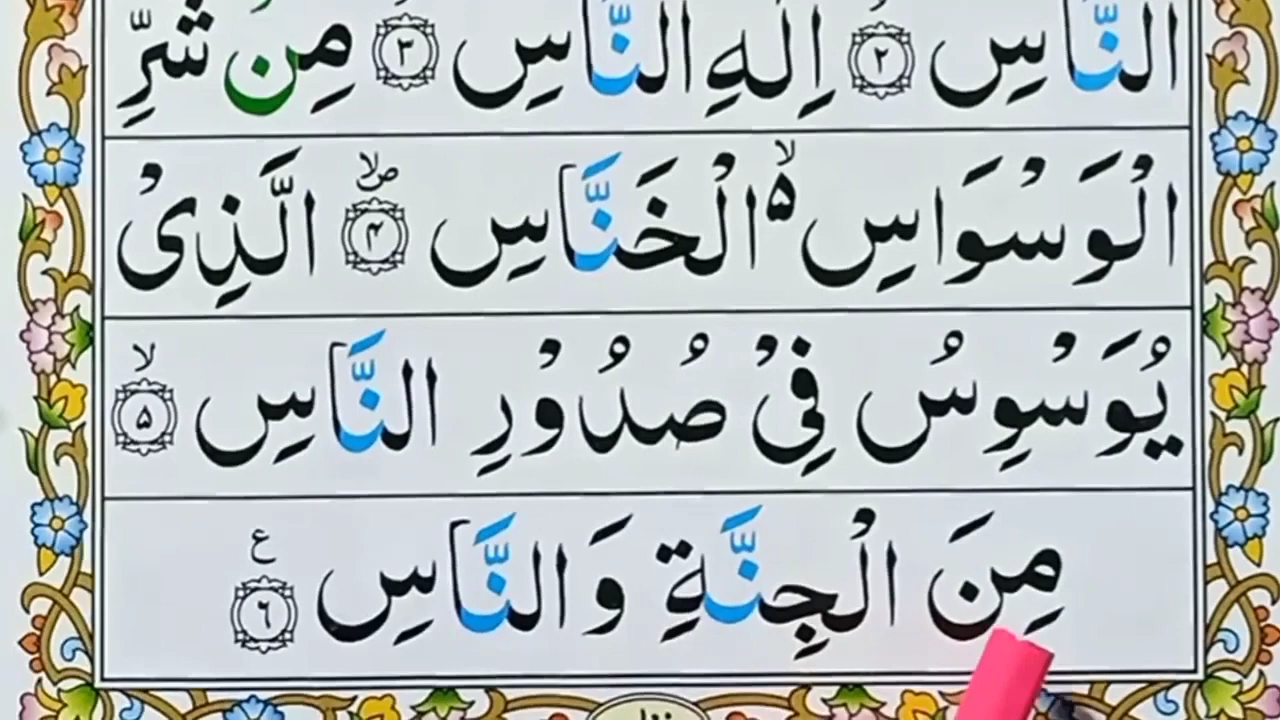 النَّاسِ ۝٢ اِلٰهِ النَّاسِ ۝٣ مِنْ شَرِّ
الْوَسْوَاسِ ۵ۙ الْخَنَّاسِ ۝٤۪ۙ الَّذِیْ
یُوَسْوِسُ فِیْ صُدُوْرِ النَّاسِ ۝٥ۙ
مِنَ الْجِنَّةِ وَالنَّاسِ ۝٦ ع